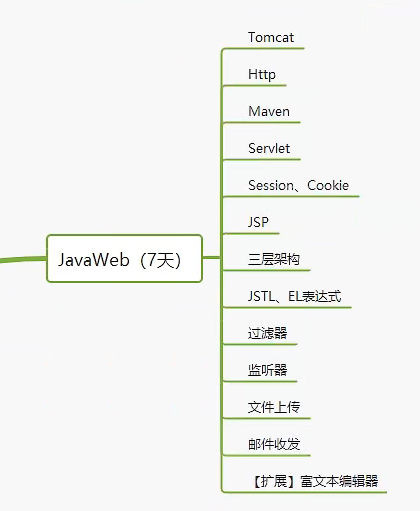 JavaWeb（7天）
Tomcat
Http
Maven
Servlet
Session、Cookie
JSP
三层架构
JSTL、EL表达式
过滤器
监听器
文件上传
邮件收发
【扩展】富文本编辑器